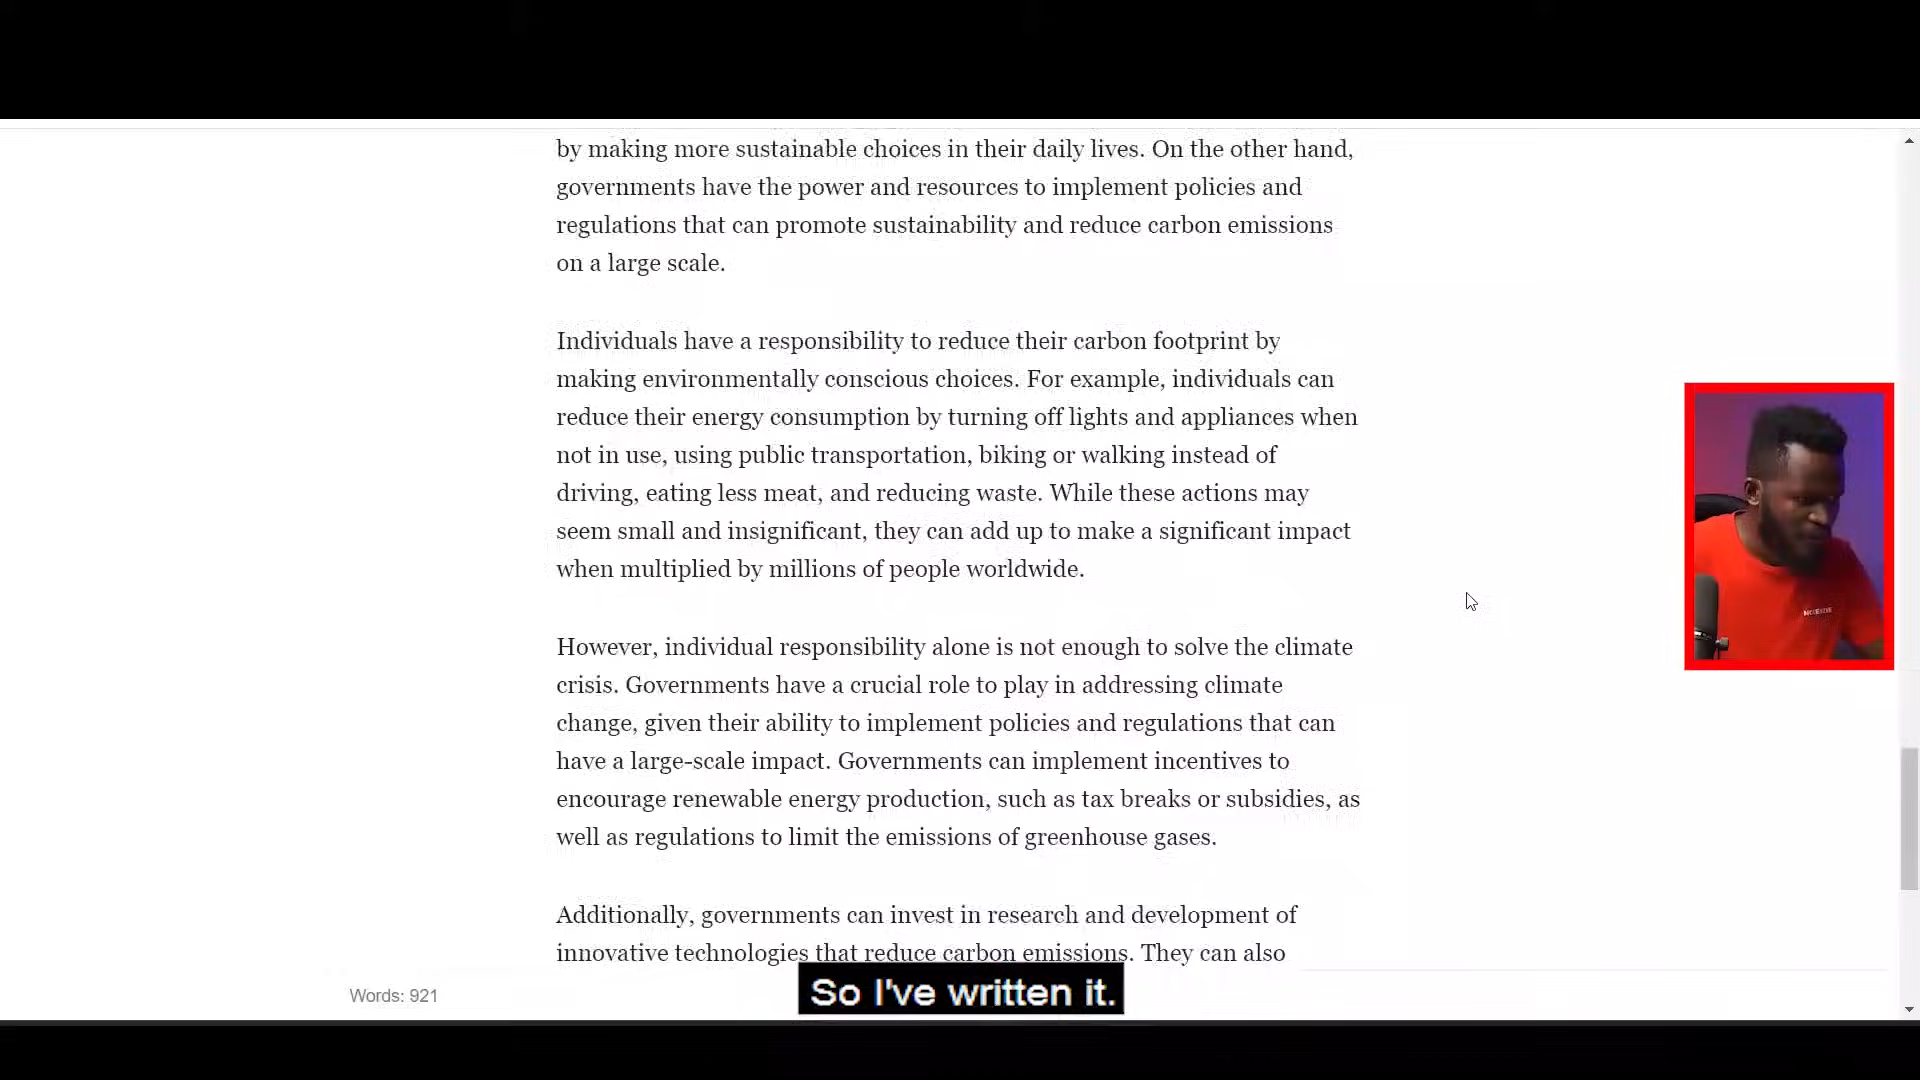 by making more sustainable choices in their daily lives. On the other hand,
governments have the power and resources to implement policies and
regulations that can promote sustainability and reduce carbon emissions
on a large scale.
Individuals have a responsibility to reduce their carbon footprint by
making environmentally conscious choices. For example, individuals can
reduce their energy consumption by turning off lights and appliances when
not in use, using public transportation, biking or walking instead of
driving, eating less meat, and reducing waste. While these actions may
seem small and insignificant, they can add up to make a significant impact
when multiplied by millions of people worldwide.
However, individual responsibility alone is not enough to solve the climate
crisis. Governments have a crucial role to play in addressing climate
change, given their ability to implement policies and regulations that can
have a large-scale impact. Governments can implement incentives to
encourage renewable energy production, such as tax breaks or subsidies, as
well as regulations to limit the emissions of greenhouse gases.
Additionally, governments can invest in research and development of
innovative technologies that reduce carbon emissions. They can also
Words: 921
So I've written it.